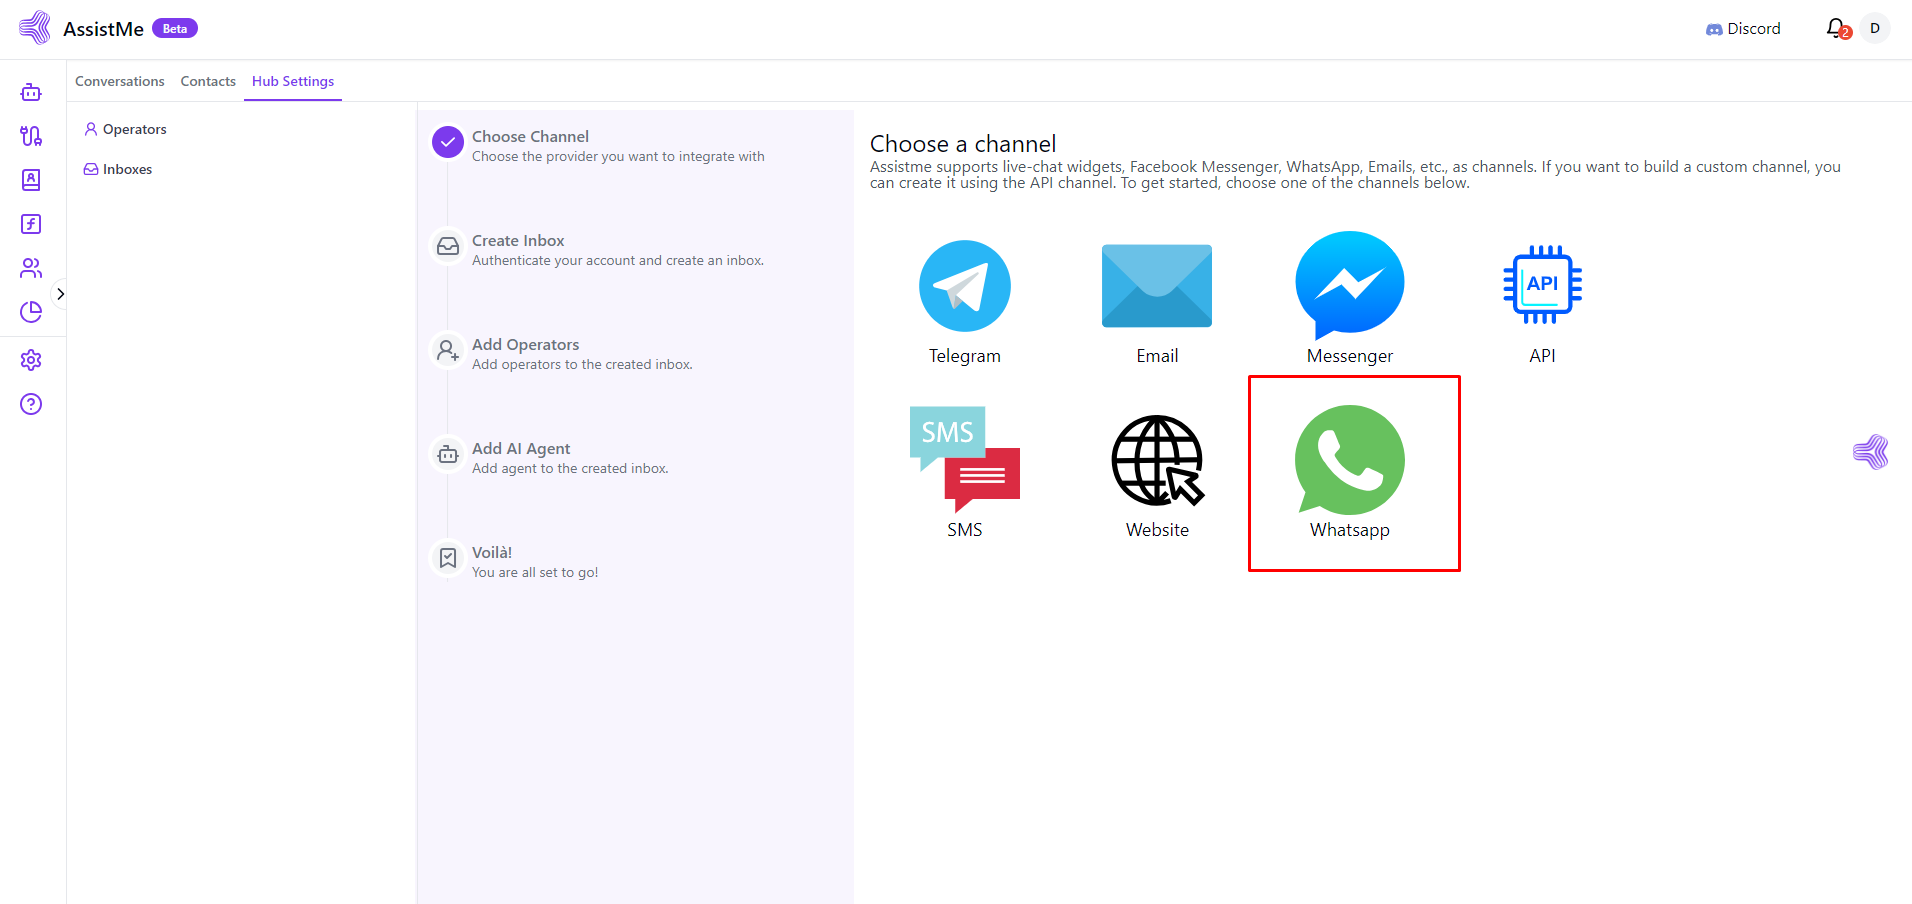 AssistMe Beta
Discord
2
D
Conversations Contacts Hub Settings
Operators
Inboxes
Choose Channel
Choose the provider you want to integrate with
Create Inbox
Authenticate your account and create an inbox.
Add Operators
Add operators to the created inbox.
Add AI Agent
Add agent to the created inbox.
Voilà!
You are all set to go!
Choose a channel
Assistme supports live-chat widgets, Facebook Messenger, WhatsApp, Emails, etc., as channels. If you want to build a custom channel, you
can create it using the API channel. To get started, choose one of the channels below.
API
Telegram Email Messenger API
SMS
SMS Website Whatsapp